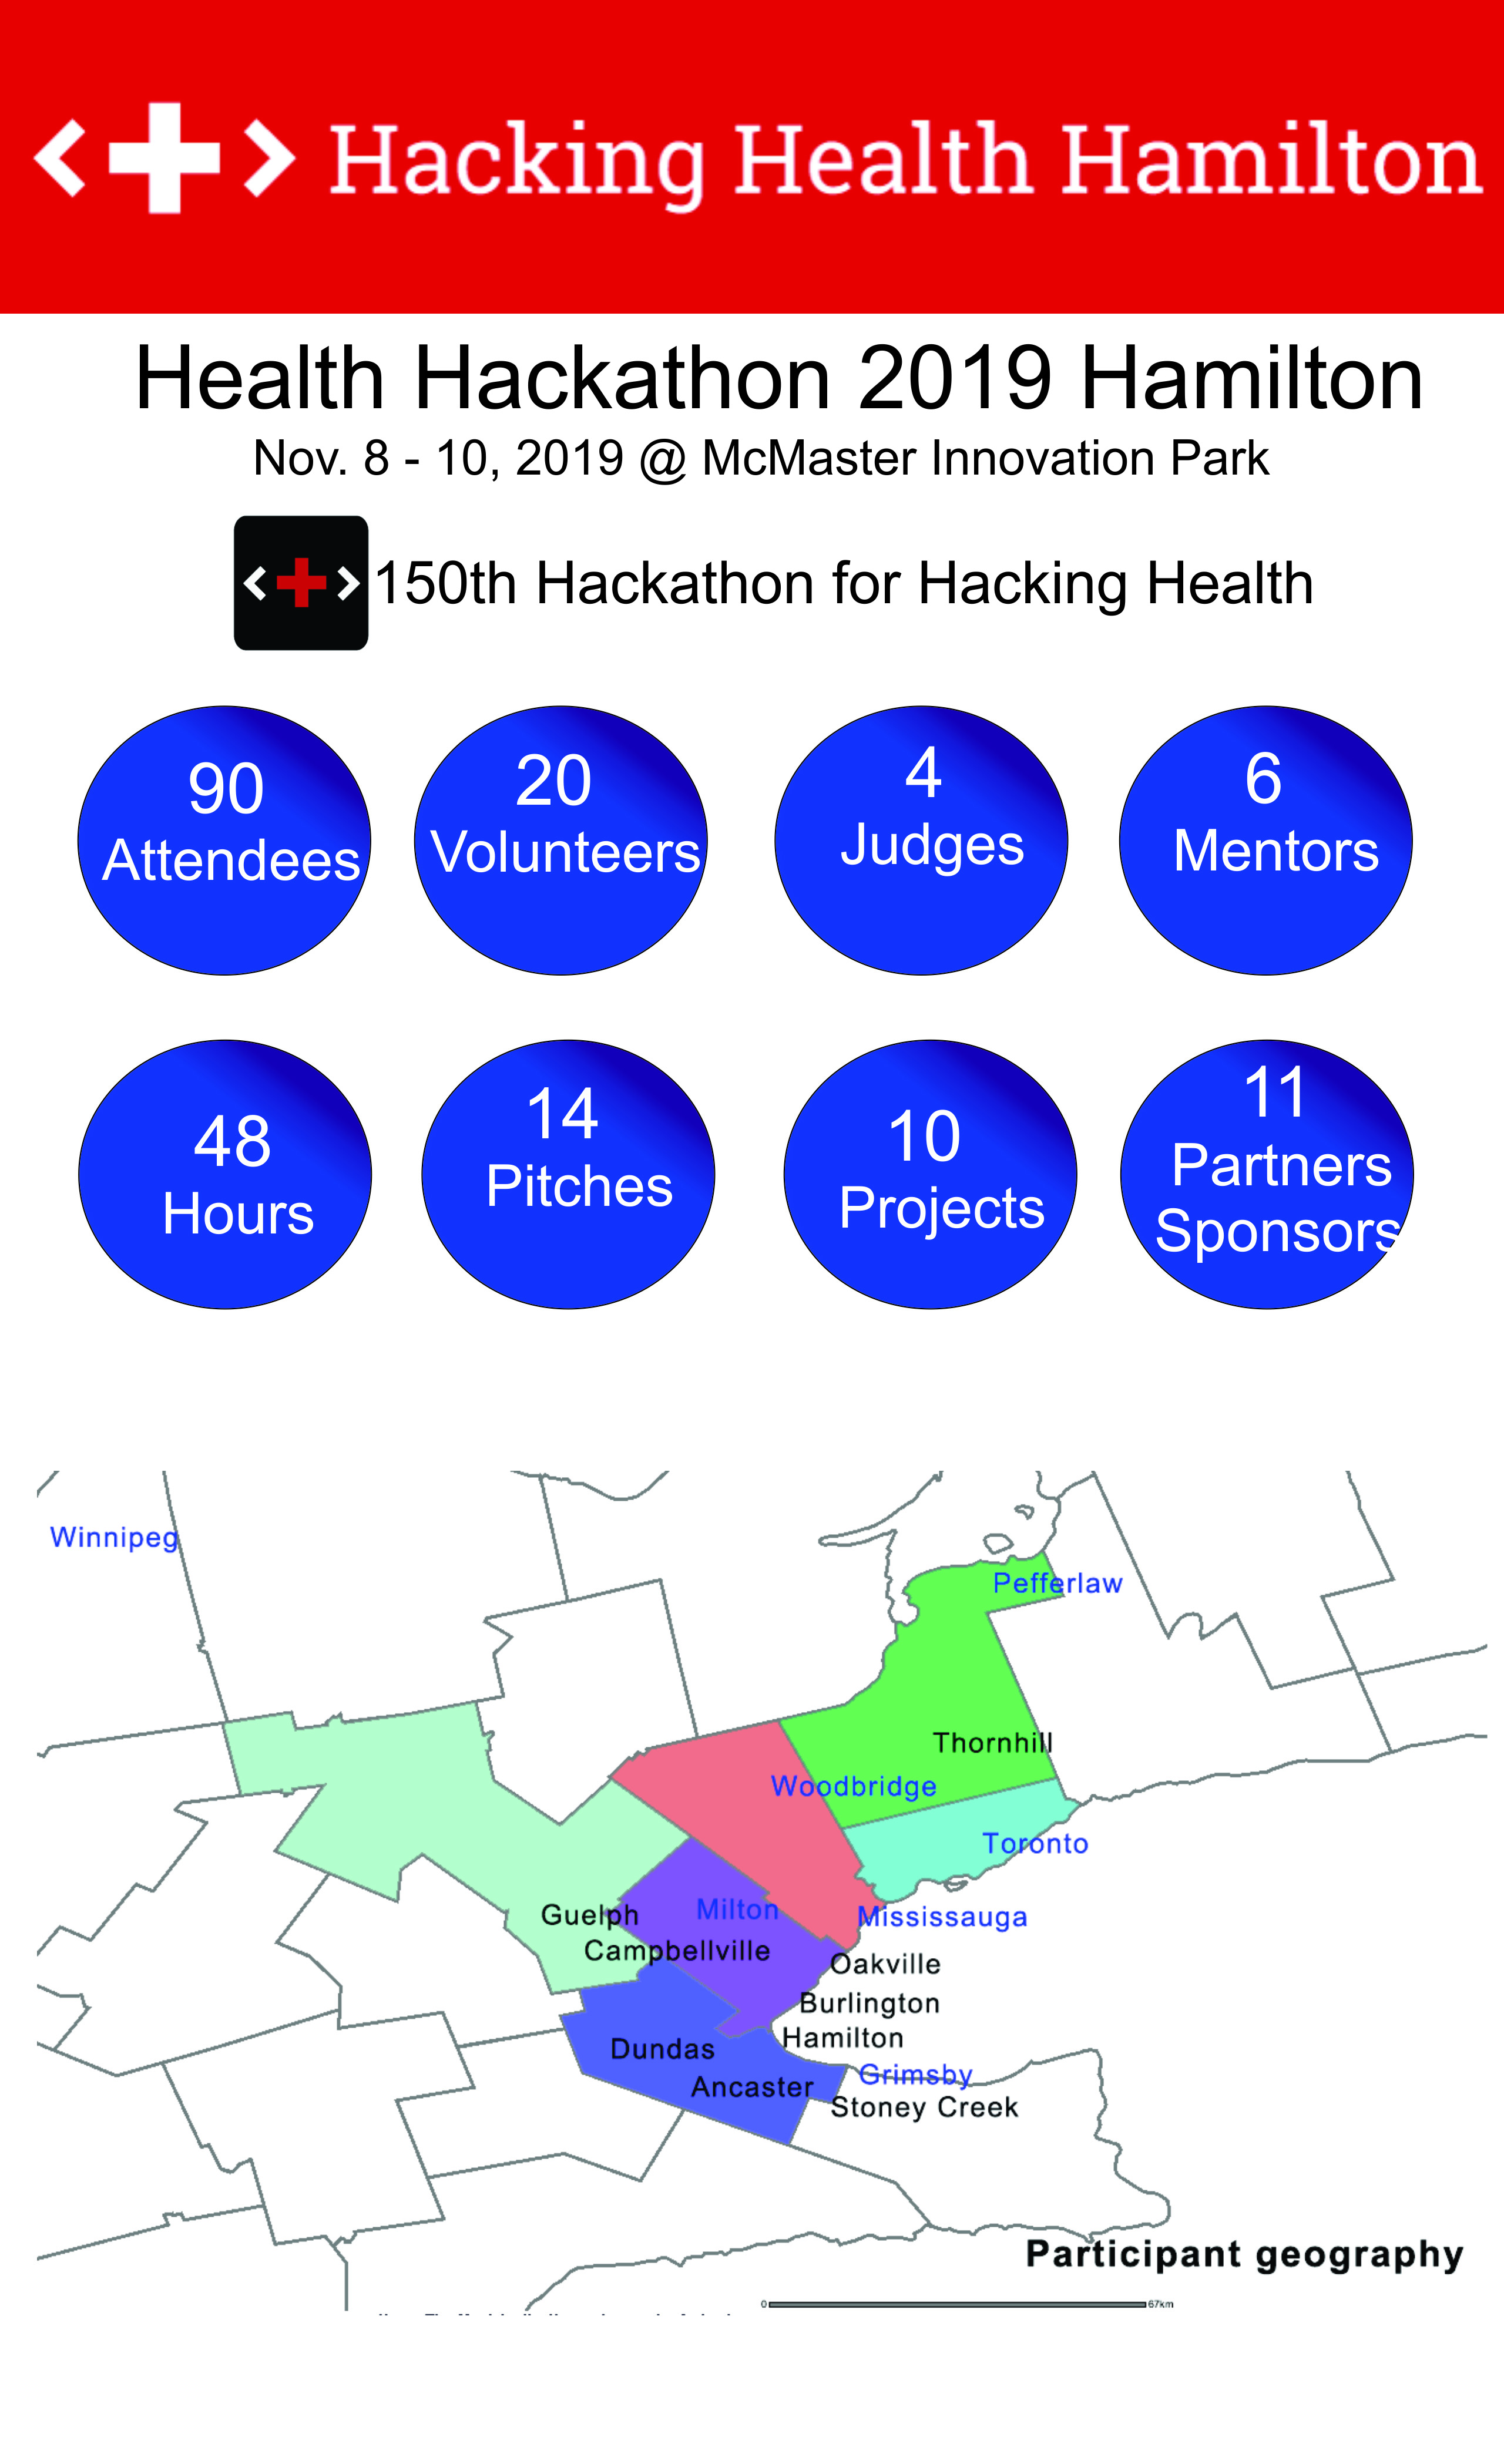 Hacking Health Hamilton
Health Hackathon 2019 Hamilton
Nov. 8 - 10, 2019 @ McMaster Innovation Park
150th Hackathon for Hacking Health
90
Attendees
20
Volunteers
4
Judges
6
Mentors
48
Hours
14
Pitches
10
Projects
11
Partners
Sponsors
Winnipeg
Pefferlaw
Thornhill
Woodbridge
Toronto
Guelph
Milton
Mississauga
Campbellville
Oakville
Burlington
Hamilton
Dundas
Grimsby
Ancaster
Stoney Creek
Participant geography
0
67km